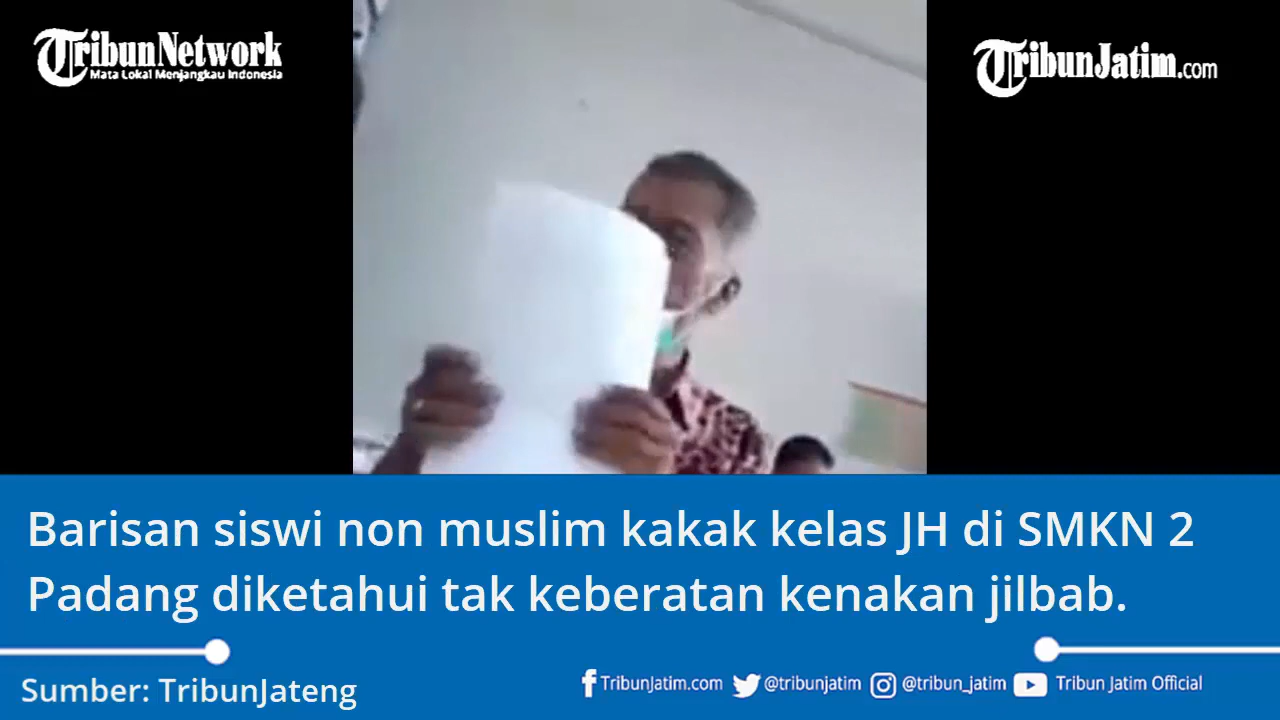 TribunNetwork
Mata Lokal Menjangkau Indonesia
TribunJatim.com
Barisan siswi non muslim kakak kelas JH di SMKN 2
Padang diketahui tak keberatan kenakan jilbab.
Sumber: TribunJateng
TribunJatim.com @tribunjatim @tribun_jatim Tribun Jatim Official